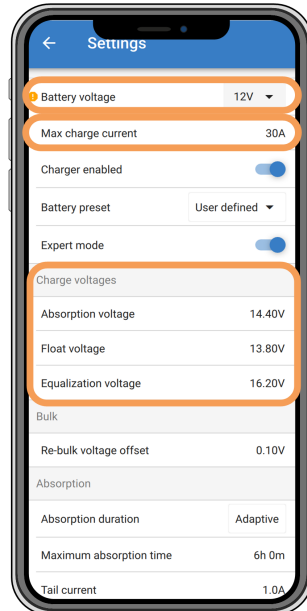 Settings
Battery voltage 12V
Max charge current 30A
Charger enabled
Battery preset User defined
Expert mode
Charge voltages
Absorption voltage 14.40V
Float voltage 13.80V
Equalization voltage 16.20V
Bulk
Re-bulk voltage offset 0.10V
Absorption
Absorption duration Adaptive
Maximum absorption time 6h 0m
Tail current 1.0A